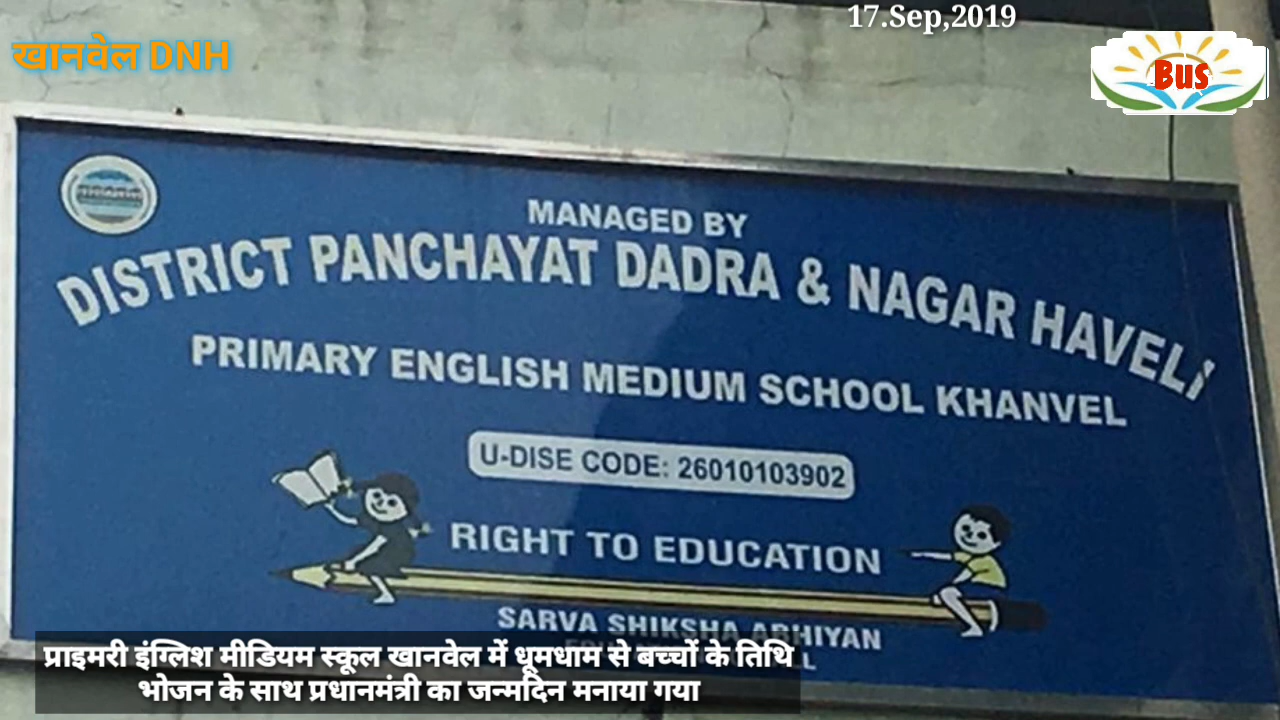 17.Sep,2019
खानवेल DNH
Bus
MANAGED BY
DISTRICT PANCHAYAT DADRA & NAGAR HAVELI
PRIMARY ENGLISH MEDIUM SCHOOL KHANVEL
U-DISE CODE: 26010103902
RIGHT TO EDUCATION
SARVA SHIKSHA ABHIYAN
प्राइमरी इंग्लिश मीडियम स्कूल खानवेल में धूमधाम से बच्चों के तिथि
भोजन के साथ प्रधानमंत्री का जन्मदिन मनाया गया